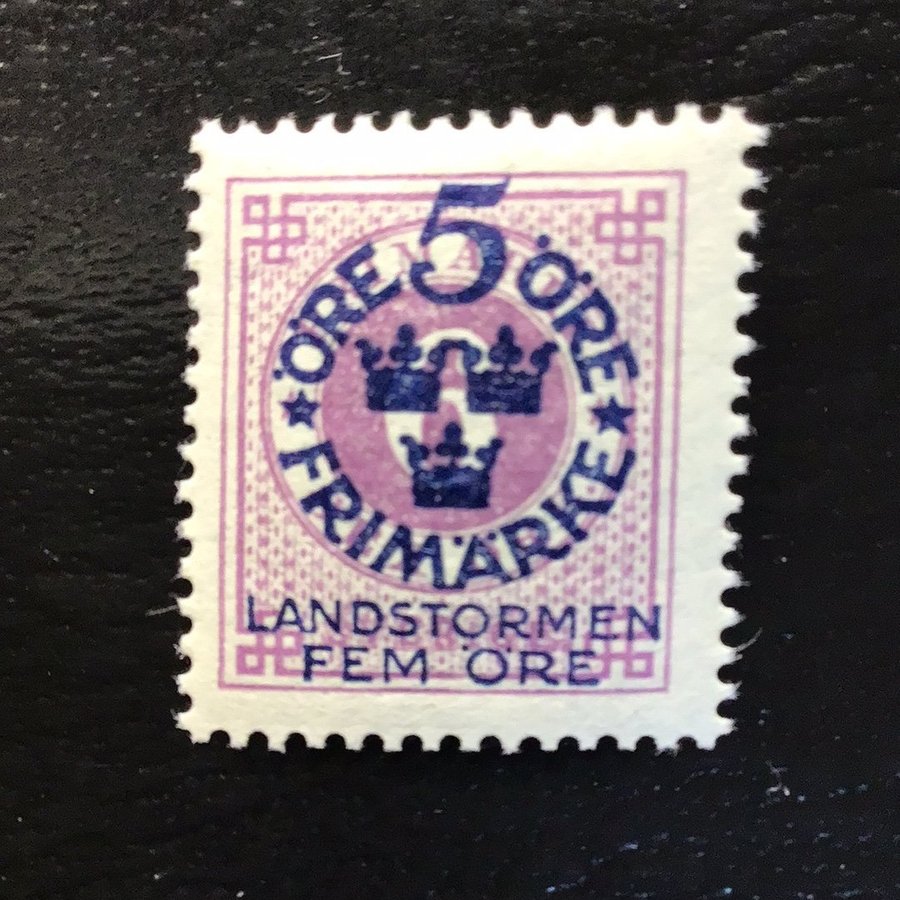 ÖRE 5 ÖRE
FRIMÄRKE
LANDSTORMEN
FEM ÖRE